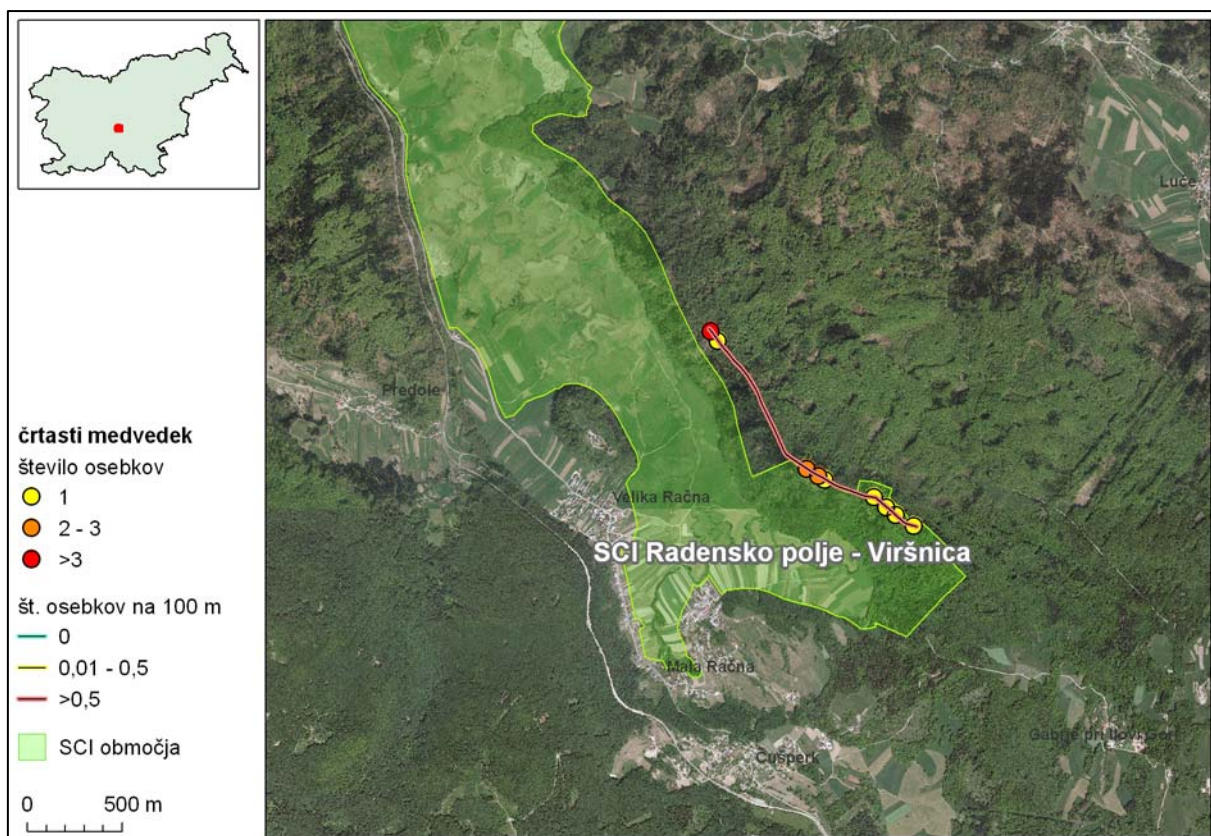 črtasti medvedek
število osebkov
1
2 - 3
>3
št. osebkov na 100 m
0
0,01 - 0,5
>0,5
SCI območja
0 500 m
Luče
Predole
Velika Račna
SCI Radensko polje - Viršnica
Mala Račna
Gabrje pri Ilovi Gori
Čušperk